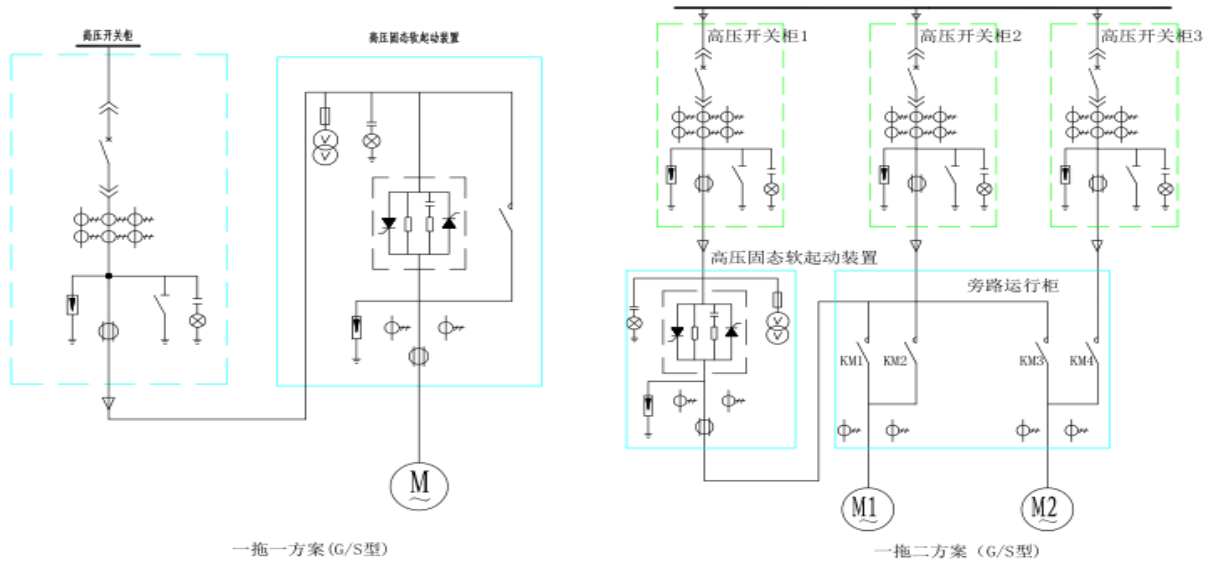 高压开关柜
高压固态软起动装置
V
V
M
~
一拖一方案(G/S型)
高压开关柜1
高压开关柜2
高压开关柜3
高压固态软起动装置
V
V
旁路运行柜
KM1
KM2
KM3
KM4
M1
~
M2
~
一拖二方案（G/S型）